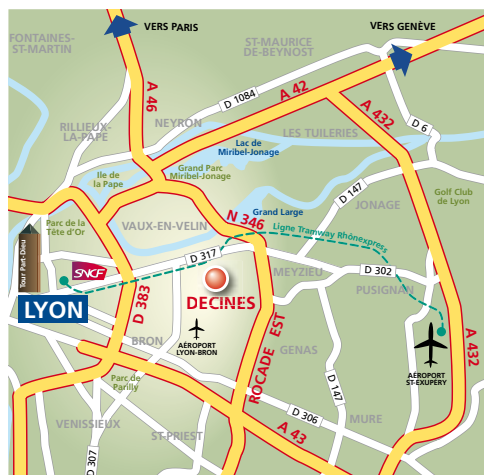 VERS PARIS
VERS GENÈVE
FONTAINES-
ST-MARTIN
ST-MAURICE
DE-BEYNOST
A 46
D 1084
A 42
A 432
D 6
NEYRON
RILLIEUX-
LA-PAPE
LES TUILERIES
Lac de
Miribel-Jonage
Ile de
la Pape
Grand Parc
Miribel-Jonage
D 147
JONAGE
Golf Club
de Lyon
Parc de la
Tête d'Or
VAUX-EN-VELIN
N 346
Grand Large
Ligne Tramway Rhônexpress
Tour Part-Dieu
SNCF
D 317
MEYZIEU
D 302
PUSIGNAN
LYON
D 383
DECINES
AÉROPORT
LYON-BRON
BRON
ROCADE EST
GENAS
AÉROPORT
ST-EXUPÉRY
A 432
Parc de
Parilly
D 147
VENISSIEUX
D 306
MURE
ST-PRIEST
A 43
D 307